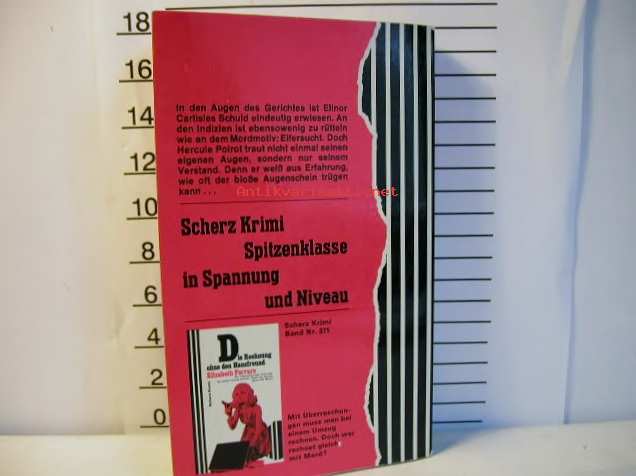 18
16
14
12
10
8
6
4
2
0
In den Augen des Gerichtes ist Elinor
Carlisles Schuld eindeutig erwiesen. An
den Indizien ist ebensowenig zu rütteln
wie an dem Mordmotiv: Eifersucht. Doch
Hercule Poirot traut nicht einmal seinen
eigenen Augen, sondern nur seinem
Verstand. Denn er weiß aus Erfahrung,
wie oft der bloße Augenschein trügen
kann ...
Scherz Krimi
Spitzenklasse
in Spannung
und Niveau
Scherz Krimi
Band Nr. 271
Die Rechnung
ohne den Hausfreund
Elizabeth Ferrars
Mit Überraschun-
gen muss man bei
einem Umzug
rechnen. Doch wer
rechnet gleich
mit Mord?